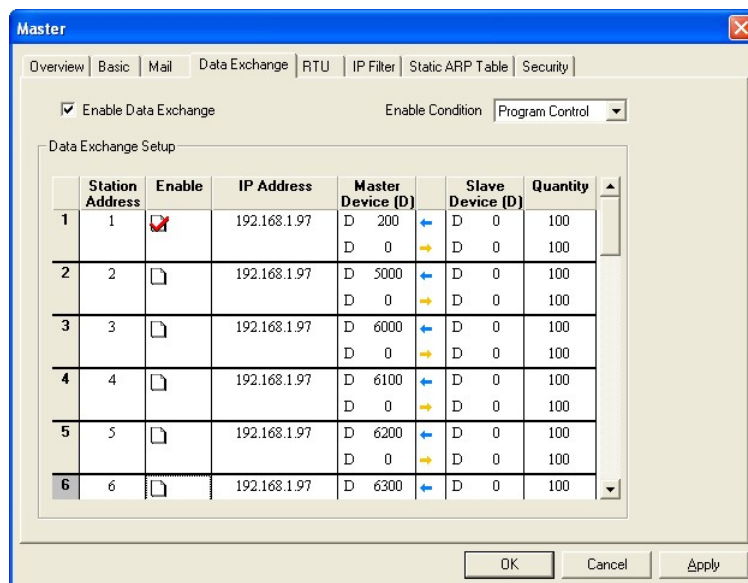 Master
Overview Basic Mail Data Exchange RTU IP Filter Static ARP Table Security
Enable Data Exchange Enable Condition Program Control
Data Exchange Setup
Station Address Enable IP Address Master Device (D) Slave Device (D) Quantity
1 1 192.168.1.97 D 200 D 0 100
D 0 D 0 100
2 2 192.168.1.97 D 5000 D 0 100
D 0 D 0 100
3 3 192.168.1.97 D 6000 D 0 100
D 0 D 0 100
4 4 192.168.1.97 D 6100 D 0 100
D 0 D 0 100
5 5 192.168.1.97 D 6200 D 0 100
D 0 D 0 100
6 6 192.168.1.97 D 6300 D 0 100
OK Cancel Apply